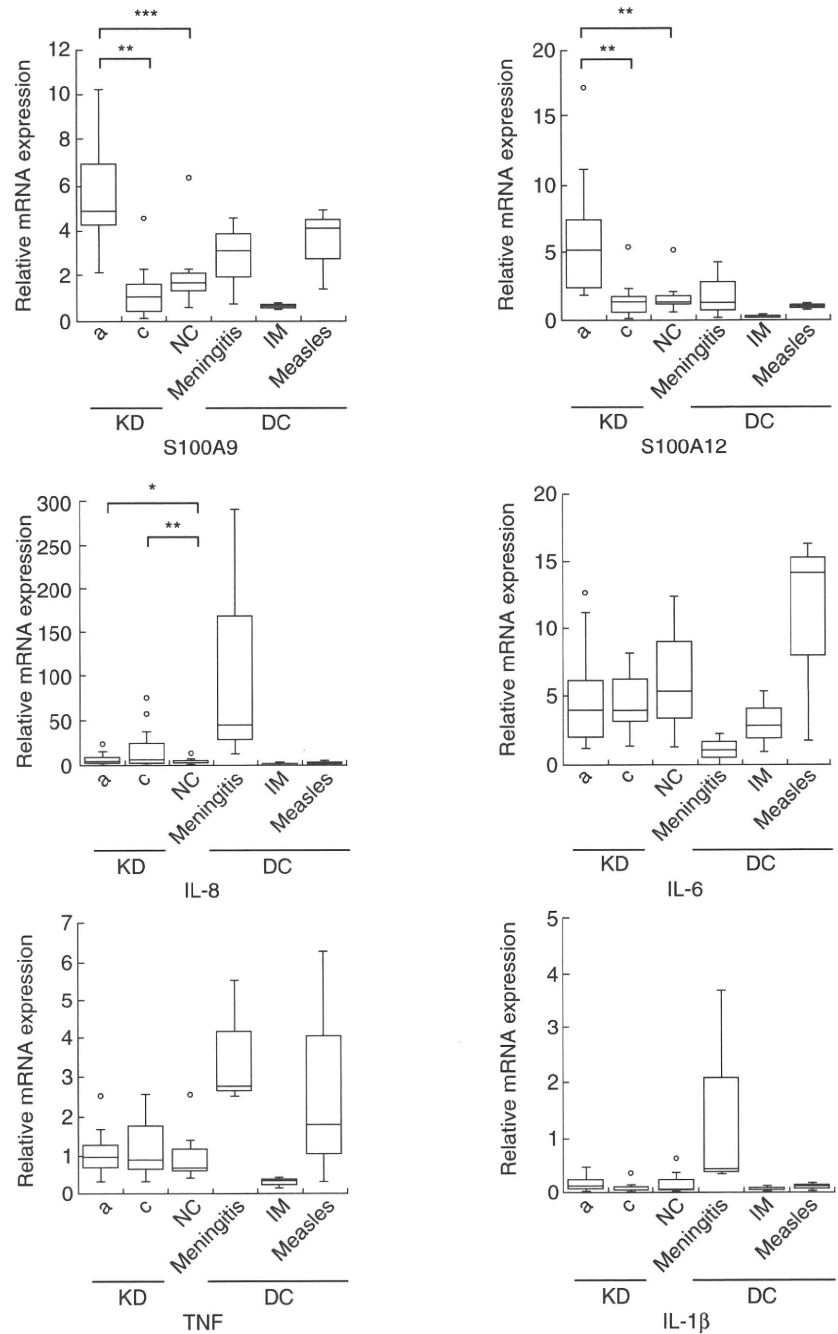 ***
**
Relative mRNA expression
12
10
8
6
4
2
0
a
c
NC
Meningitis
IM
Measles
KD
DC
S100A9
**
**
Relative mRNA expression
20
15
10
5
0
a
c
NC
Meningitis
IM
Measles
KD
DC
S100A12
*
**
Relative mRNA expression
300
250
200
150
100
50
0
a
c
NC
Meningitis
IM
Measles
KD
DC
IL-8
Relative mRNA expression
20
15
10
5
0
a
c
NC
Meningitis
IM
Measles
KD
DC
IL-6
Relative mRNA expression
7
6
5
4
3
2
1
0
a
c
NC
Meningitis
IM
Measles
KD
DC
TNF
Relative mRNA expression
5
4
3
2
1
0
a
c
NC
Meningitis
IM
Measles
KD
DC
IL-1β